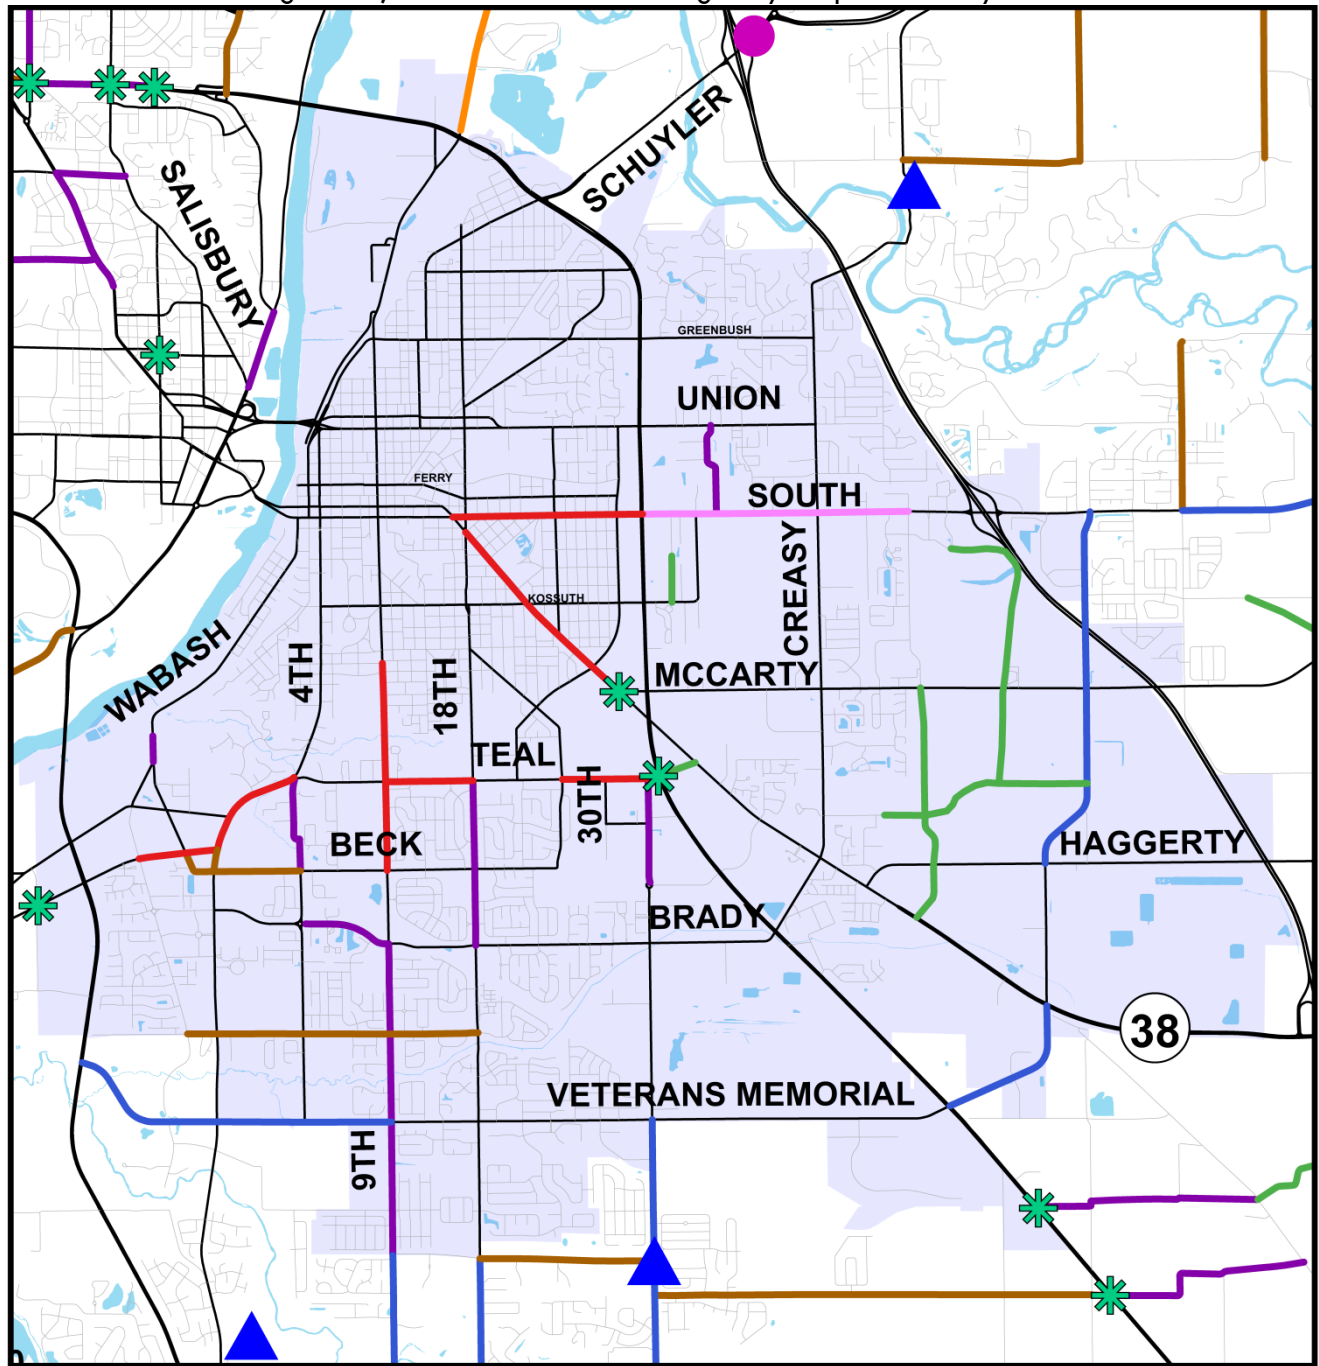 SCHUYLER
SALISBURY
GREENBUSH
UNION
FERRY
SOUTH
CREASY
KOSSUTH
WABASH
4TH
18TH
MCCARTY
TEAL
30TH
BECK
HAGGERTY
BRADY
38
VETERANS MEMORIAL
9TH